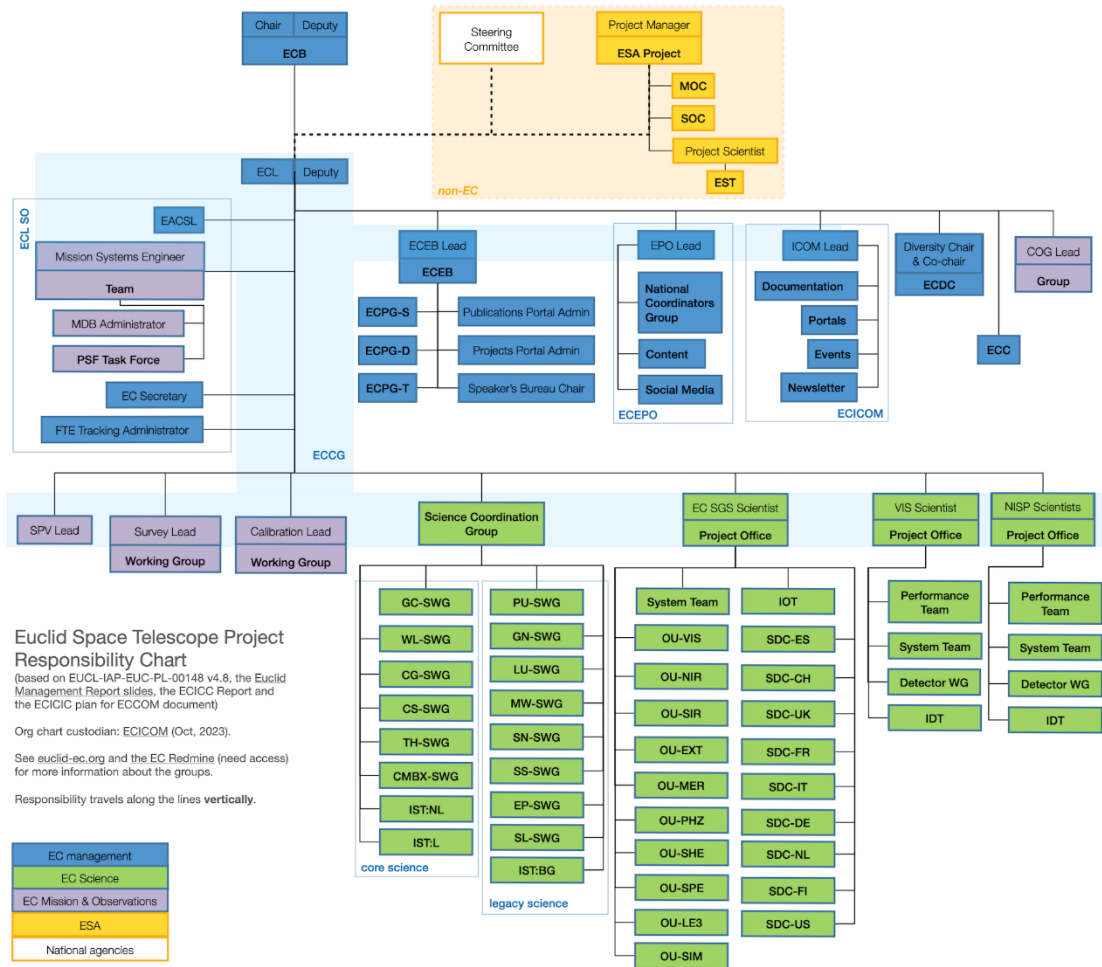 Chair Deputy
ECB
Steering
Committee
Project Manager
ESA Project
MOC
SOC
Project Scientist
EST
non-EC
ECL Deputy
ECL SO
EACSL
Mission Systems Engineer
Team
MDB Administrator
PSF Task Force
EC Secretary
FTE Tracking Administrator
ECCG
ECEB Lead
ECEB
ECPG-S Publications Portal Admin
ECPG-D Projects Portal Admin
ECPG-T Speaker's Bureau Chair
EPO Lead
National
Coordinators
Group
Content
Social Media
ECEPO
ICOM Lead
Documentation
Portals
Events
Newsletter
ECICOM
Diversity Chair
& Co-chair
ECDC
ECC
COG Lead
Group
SPV Lead
Survey Lead
Working Group
Calibration Lead
Working Group
Science Coordination
Group
EC SGS Scientist
Project Office
VIS Scientist
Project Office
NISP Scientists
Project Office
GC-SWG
WL-SWG
CG-SWG
CS-SWG
TH-SWG
CMBX-SWG
IST:NL
IST:L
core science
PU-SWG
GN-SWG
LU-SWG
MW-SWG
SN-SWG
SS-SWG
EP-SWG
SL-SWG
IST:BG
legacy science
System Team
OU-VIS
OU-NIR
OU-SIR
OU-EXT
OU-MER
OU-PHZ
OU-SHE
OU-SPE
OU-LE3
OU-SIM
IOT
SDC-ES
SDC-CH
SDC-UK
SDC-FR
SDC-IT
SDC-DE
SDC-NL
SDC-FI
SDC-US
Performance
Team
System Team
Detector WG
IDT
Performance
Team
System Team
Detector WG
IDT
Euclid Space Telescope Project
Responsibility Chart
(based on EUCL-IAP-EUC-PL-00148 v4.8, the Euclid
Management Report slides, the ECICC Report and
the ECICIC plan for ECCOM document)
Org chart custodian: ECICOM (Oct, 2023).
See euclid-ec.org and the EC Redmine (need access)
for more information about the groups.
Responsibility travels along the lines vertically.
EC management
EC Science
EC Mission & Observations
ESA
National agencies